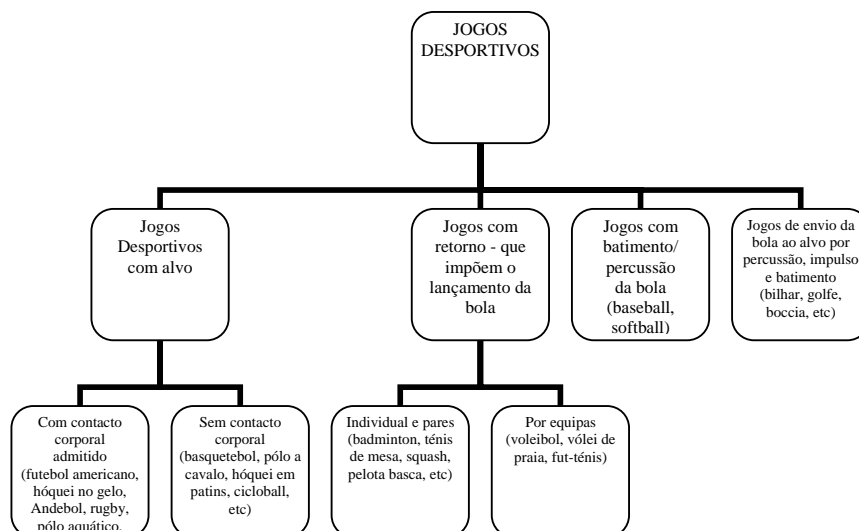 JOGOS
DESPORTIVOS
Jogos
Desportivos
com alvo
Jogos com
retorno - que
impõem o
lançamento da
bola
Jogos com
batimento/
percussão
da bola
(baseball,
softball)
Jogos de envio da
bola ao alvo por
percussão, impulso
e batimento
(bilhar, golfe,
boccia, etc)
Com contacto
corporal
admitido
(futebol americano,
hóquei no gelo,
Andebol, rugby,
pólo aquático,
Sem contacto
corporal
(basquetebol, pólo a
cavalo, hóquei em
patins, cicloball,
etc)
Individual e pares
(badminton, ténis
de mesa, squash,
pelota basca, etc)
Por equipas
(voleibol, vólei de
praia, fut-ténis)